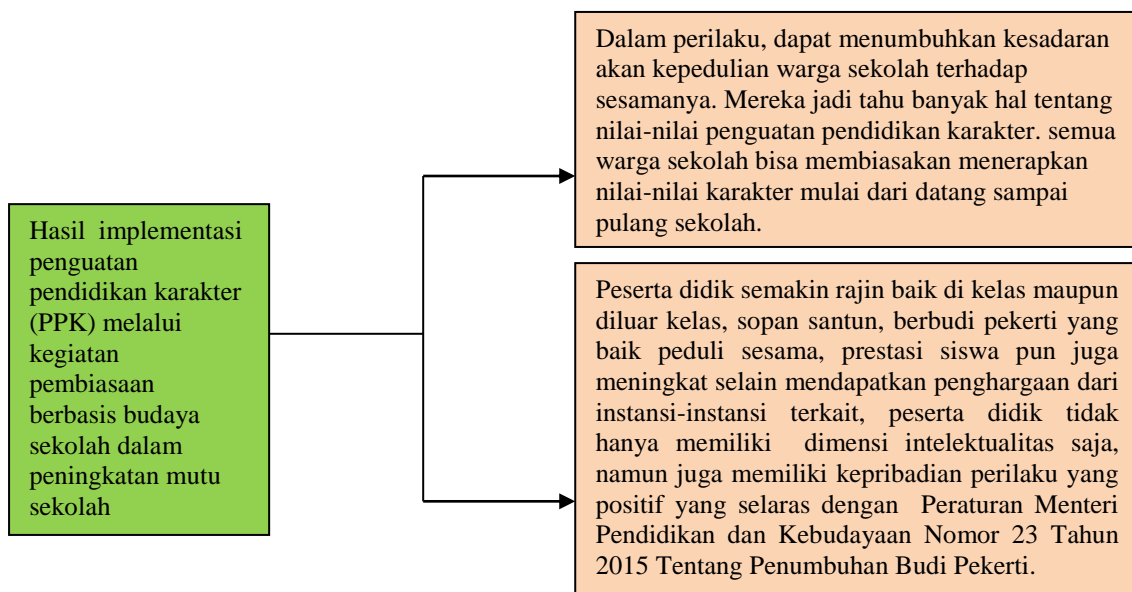 Hasil implementasi
penguatan
pendidikan karakter
(PPK) melalui
kegiatan
pembiasaan
berbasis budaya
sekolah dalam
peningkatan mutu
sekolah
Dalam perilaku, dapat menumbuhkan kesadaran
akan kepedulian warga sekolah terhadap
sesamanya. Mereka jadi tahu banyak hal tentang
nilai-nilai penguatan pendidikan karakter. semua
warga sekolah bisa membiasakan menerapkan
nilai-nilai karakter mulai dari datang sampai
pulang sekolah.
Peserta didik semakin rajin baik di kelas maupun
diluar kelas, sopan santun, berbudi pekerti yang
baik peduli sesama, prestasi siswa pun juga
meningkat selain mendapatkan penghargaan dari
instansi-instansi terkait, peserta didik tidak
hanya memiliki dimensi intelektualitas saja,
namun juga memiliki kepribadian perilaku yang
positif yang selaras dengan Peraturan Menteri
Pendidikan dan Kebudayaan Nomor 23 Tahun
2015 Tentang Penumbuhan Budi Pekerti.